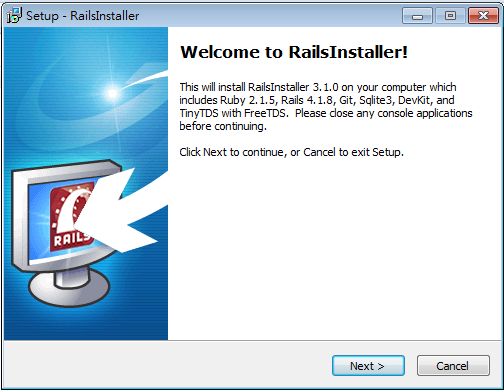 Setup - RailsInstaller
Welcome to RailsInstaller!
This will install RailsInstaller 3.1.0 on your computer which
includes Ruby 2.1.5, Rails 4.1.8, Git, Sqlite3, DevKit, and
TinyTDS with FreeTDS.  Please close any console applications
before continuing.
Click Next to continue, or Cancel to exit Setup.
RAILS
Next >
Cancel